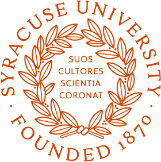 SYRACUSE UNIVERSITY
SUOS
CULTORES
SCIENTIA
CORONAT
FOUNDED 1870